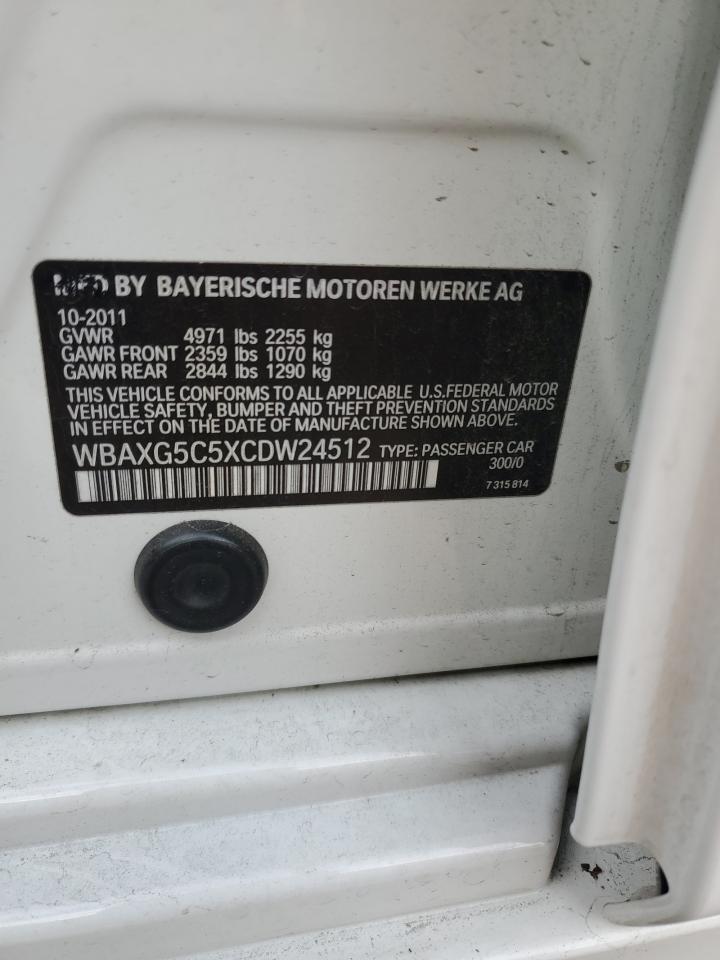 MFD BY BAYERISCHE MOTOREN WERKE AG
10-2011
GVWR 4971 lbs 2255 kg
GAWR FRONT 2359 lbs 1070 kg
GAWR REAR 2844 lbs 1290 kg
THIS VEHICLE CONFORMS TO ALL APPLICABLE U.S.FEDERAL MOTOR
VEHICLE SAFETY, BUMPER AND THEFT PREVENTION STANDARDS
IN EFFECT ON THE DATE OF MANUFACTURE SHOWN ABOVE.
WBAXG5C5XCDW24512 TYPE: PASSENGER CAR
300/0
7 315 814